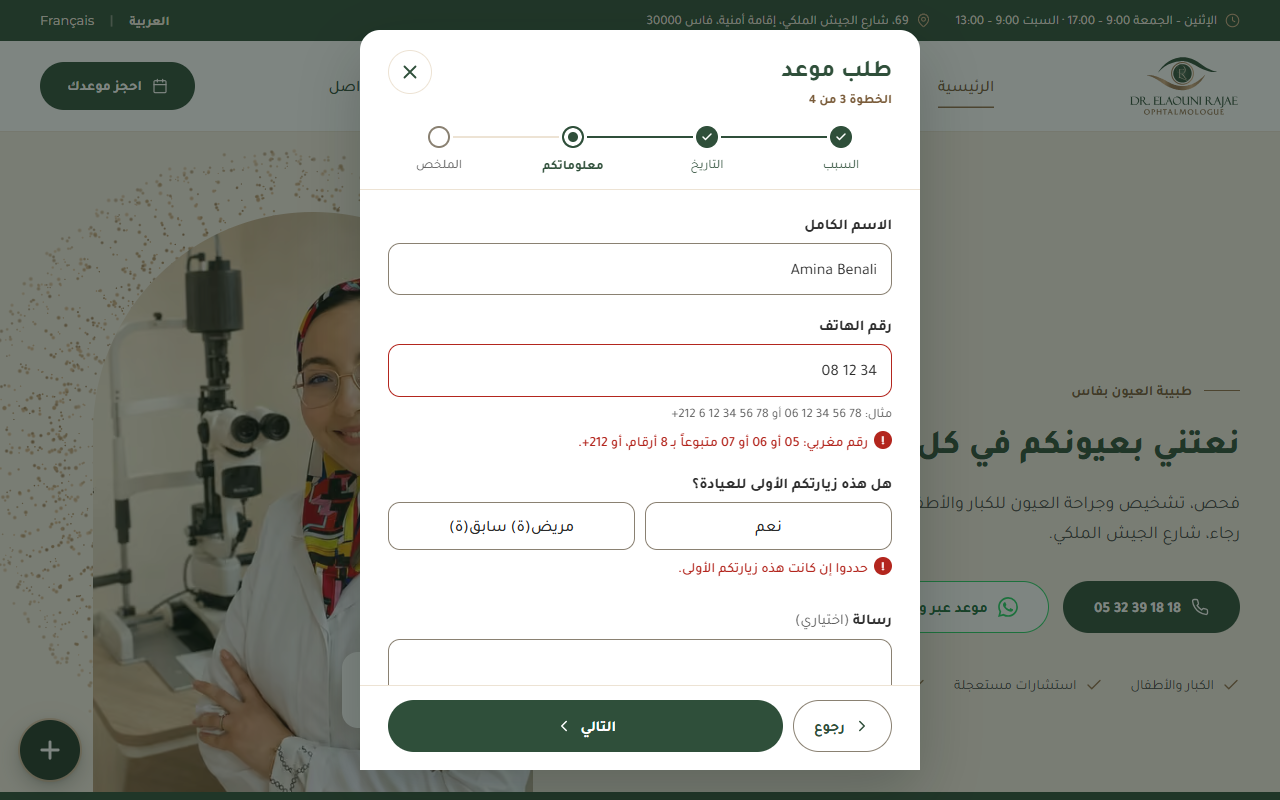 الإثنين - الجمعة 9:00 - 17:00 · السبت 9:00 - 13:00
69، شارع الجيش الملكي، إقامة أمنية، فاس 30000
العربية | Français
DR. ELAOUNI RAJAE
OPHTALMOLOGUE
الرئيسية
احجز موعدك
طلب موعد
الخطوة 3 من 4
السبب
التاريخ
معلوماتكم
الملخص
الاسم الكامل
Amina Benali
رقم الهاتف
08 12 34
مثال: 06 12 34 56 78 أو +212 6 12 34 56 78
رقم مغربي: 05 أو 06 أو 07 متبوعاً بـ 8 أرقام، أو +212.
هل هذه زيارتكم الأولى للعيادة؟
نعم
مريض(ة) سابق(ة)
حددوا إن كانت هذه زيارتكم الأولى.
رسالة (اختياري)
رجوع
التالي
طبيبة العيون بفاس
نعتني بعيونكم في كل
فحص، تشخيص وجراحة العيون للكبار
رجاء، شارع الجيش الملكي.
05 32 39 18 18
موعد عبر
الكبار والأطفال
استشارات مستعجلة